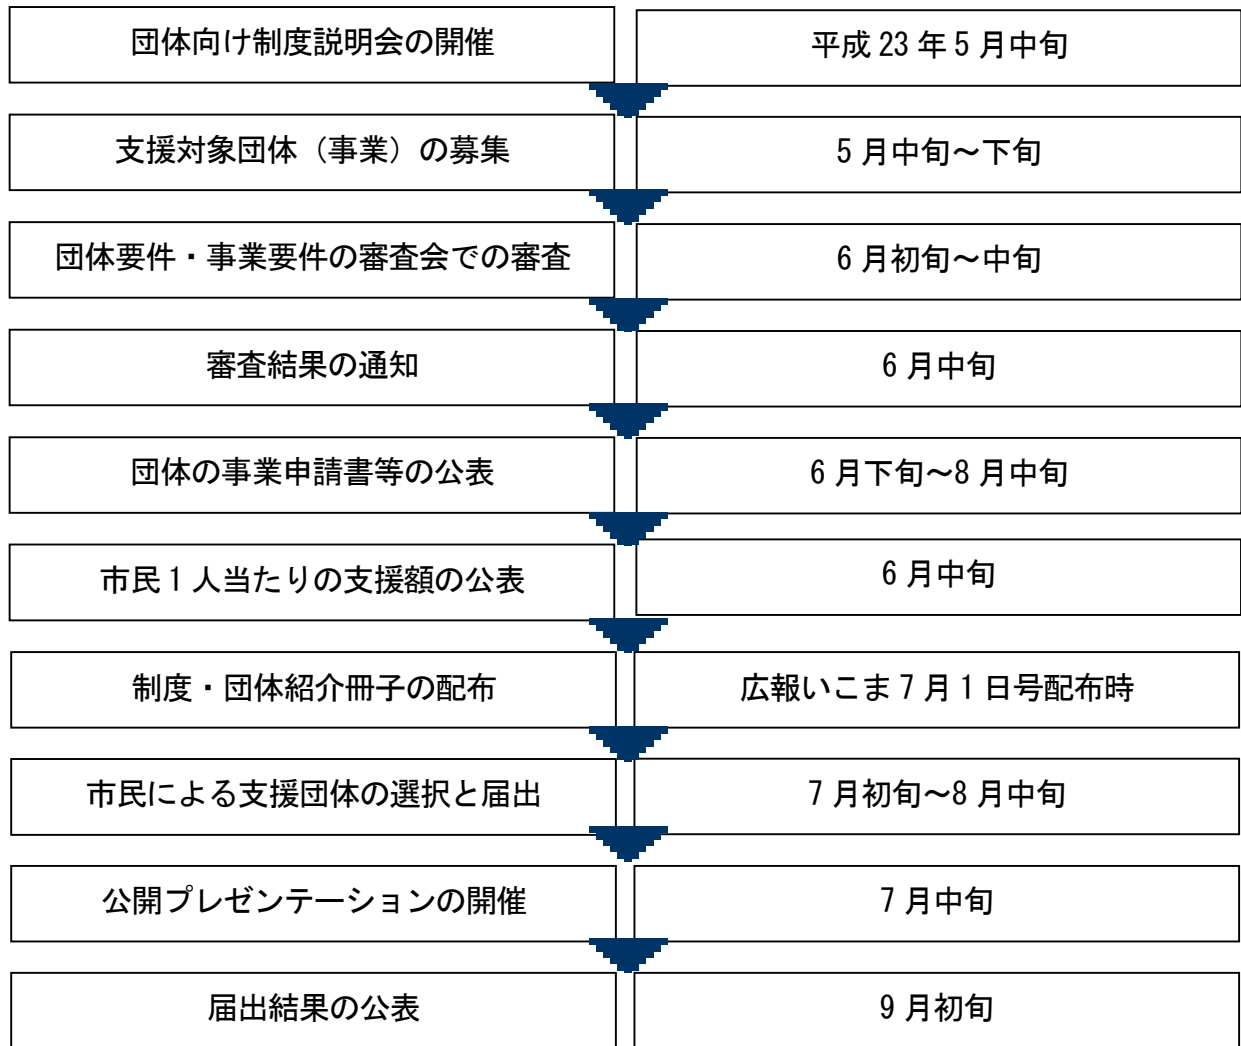 団体向け制度説明会の開催
平成23年5月中旬
支援対象団体（事業）の募集
5月中旬～下旬
団体要件・事業要件の審査会での審査
6月初旬～中旬
審査結果の通知
6月中旬
団体の事業申請書等の公表
6月下旬～8月中旬
市民1人当たりの支援額の公表
6月中旬
制度・団体紹介冊子の配布
広報いこま7月1日号配布時
市民による支援団体の選択と届出
7月初旬～8月中旬
公開プレゼンテーションの開催
7月中旬
届出結果の公表
9月初旬